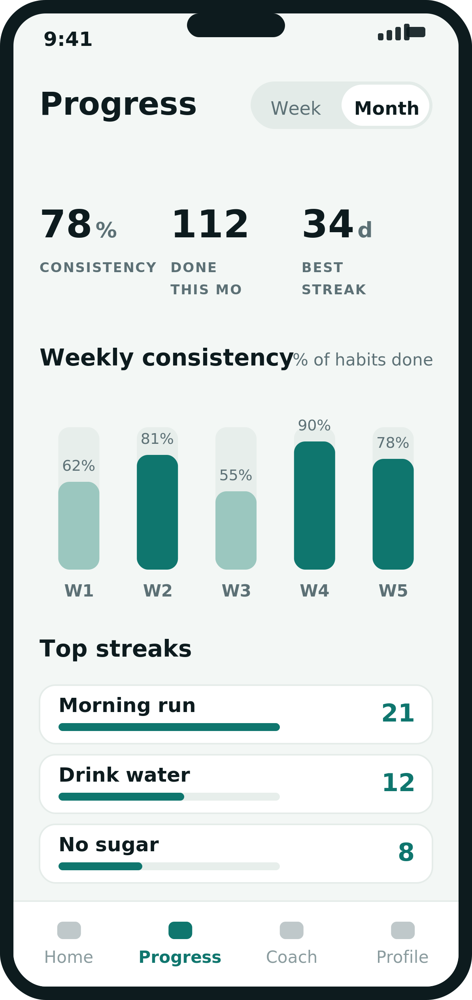 9:41
Progress
Week Month
78% 112 34d
CONSISTENCY DONE BEST
THIS MO STREAK
Weekly consistency % of habits done
62% 81% 55% 90% 78%
W1 W2 W3 W4 W5
Top streaks
Morning run 21
Drink water 12
No sugar 8
Home Progress Coach Profile